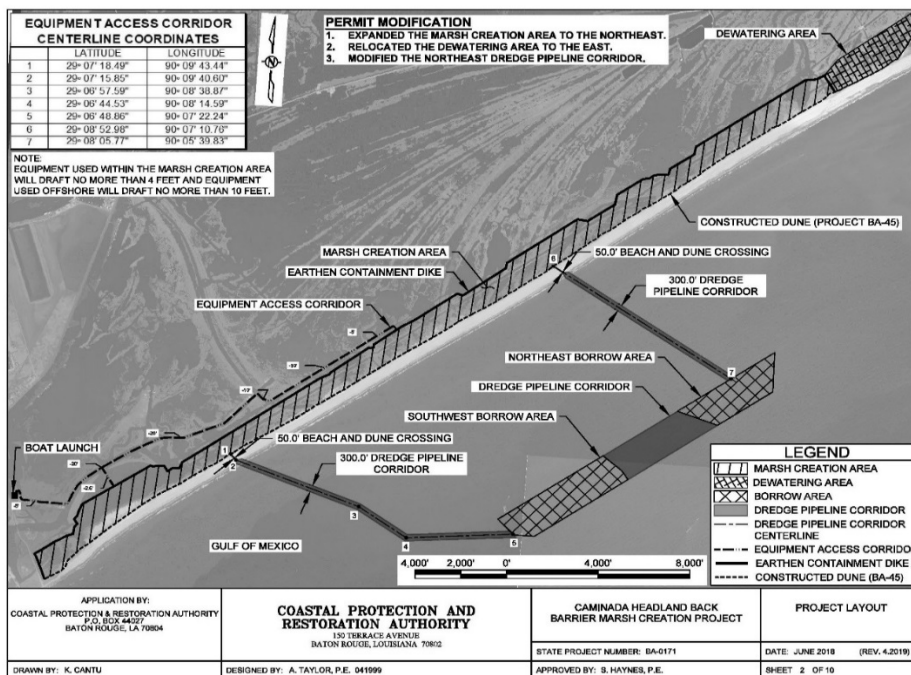 EQUIPMENT ACCESS CORRIDOR
CENTERLINE COORDINATES
LATITUDE LONGITUDE
1 29° 07' 18.49" 90° 09' 43.44"
2 29° 07' 15.85" 90° 09' 40.60"
3 29° 06' 57.59" 90° 08' 38.87"
4 29° 06' 44.53" 90° 08' 14.59"
5 29° 06' 48.86" 90° 07' 22.24"
6 29° 08' 52.98" 90° 07' 10.76"
7 29° 08' 05.77" 90° 05' 39.83"
NOTE:
EQUIPMENT USED WITHIN THE MARSH CREATION AREA
WILL DRAFT NO MORE THAN 4 FEET AND EQUIPMENT
USED OFFSHORE WILL DRAFT NO MORE THAN 10 FEET.
N
PERMIT MODIFICATION
1. EXPANDED THE MARSH CREATION AREA TO THE NORTHEAST.
2. RELOCATED THE DEWATERING AREA TO THE EAST.
3. MODIFIED THE NORTHEAST DREDGE PIPELINE CORRIDOR.
DEWATERING AREA
CONSTRUCTED DUNE (PROJECT BA-45)
MARSH CREATION AREA
50.0' BEACH AND DUNE CROSSING
EARTHEN CONTAINMENT DIKE
6
300.0' DREDGE
PIPELINE CORRIDOR
EQUIPMENT ACCESS CORRIDOR
NORTHEAST BORROW AREA
7
DREDGE PIPELINE CORRIDOR
SOUTHWEST BORROW AREA
50.0' BEACH AND DUNE CROSSING
BOAT LAUNCH
1
2
300.0' DREDGE PIPELINE
CORRIDOR
3
GULF OF MEXICO
4
5
4,000' 2,000' 0' 4,000' 8,000'
LEGEND
MARSH CREATION AREA
DEWATERING AREA
BORROW AREA
DREDGE PIPELINE CORRIDOR
DREDGE PIPELINE CORRIDOR
CENTERLINE
EQUIPMENT ACCESS CORRIDO
EARTHEN CONTAINMENT DIKE
CONSTRUCTED DUNE (BA-45)
APPLICATION BY:
COASTAL PROTECTION & RESTORATION AUTHORITY
P.O. BOX 44027
BATON ROUGE, LA 70804
DRAWN BY: K. CANTU
COASTAL PROTECTION AND
RESTORATION AUTHORITY
150 TERRACE AVENUE
BATON ROUGE, LOUISIANA 70802
DESIGNED BY: A. TAYLOR, P.E. 041999
CAMINADA HEADLAND BACK
BARRIER MARSH CREATION PROJECT
STATE PROJECT NUMBER: BA-0171
APPROVED BY: S. HAYNES, P.E.
PROJECT LAYOUT
DATE: JUNE 2018 (REV. 4.2019)
SHEET 2 OF 10